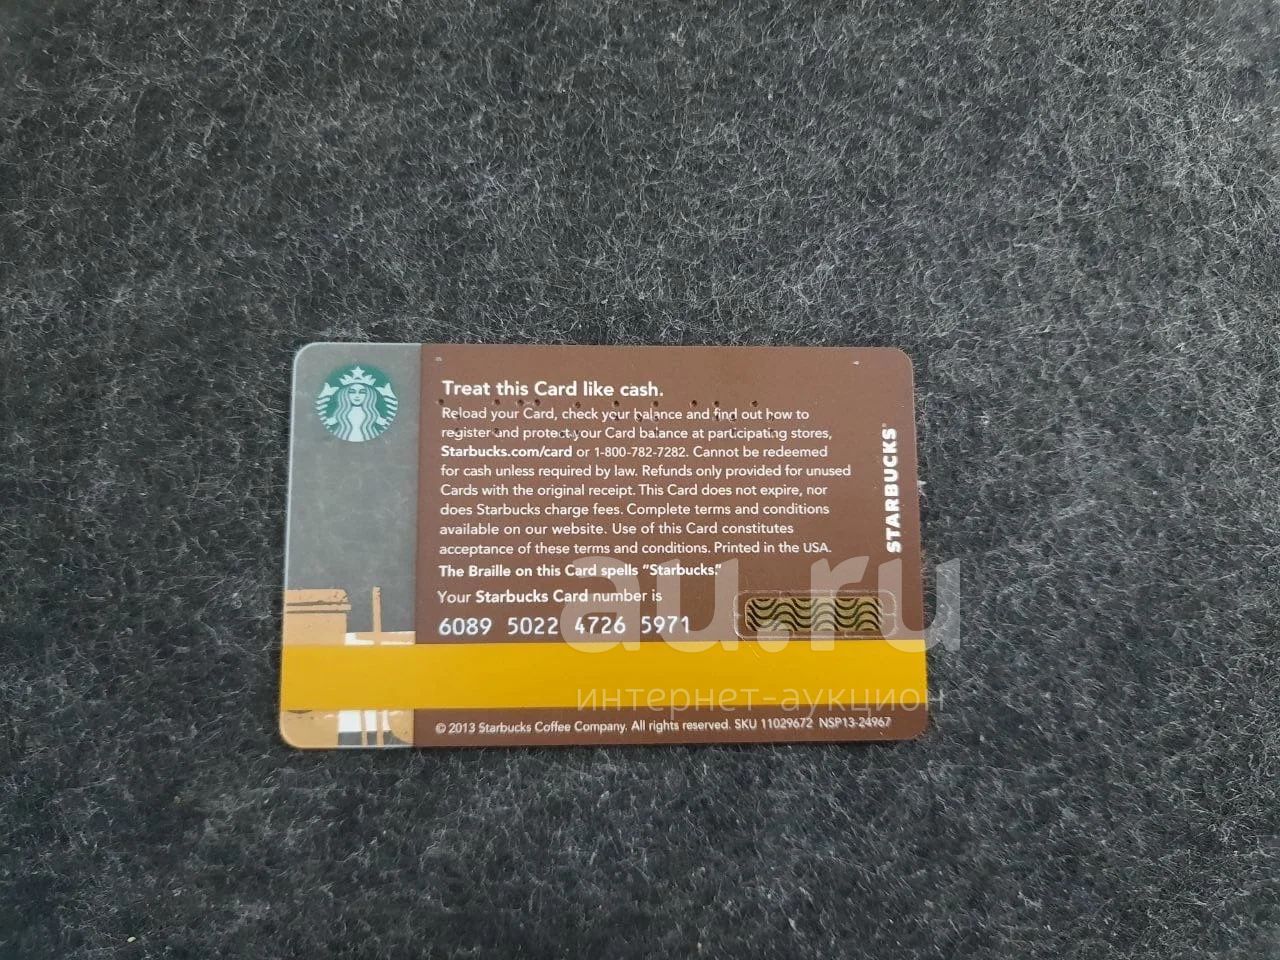 Treat this Card like cash.
Reload your Card, check your balance and find out how to
register and protect your Card balance at participating stores,
Starbucks.com/card or 1-800-782-7282. Cannot be redeemed
for cash unless required by law. Refunds only provided for unused
Cards with the original receipt. This Card does not expire, nor
does Starbucks charge fees. Complete terms and conditions
available on our website. Use of this Card constitutes
acceptance of these terms and conditions. Printed in the USA.
The Braille on this Card spells “Starbucks.”
Your Starbucks Card number is
6089 5022 4726 5971
© 2013 Starbucks Coffee Company. All rights reserved. SKU 11029672 NSP13-24967
STARBUCKS®
au.ru
интернет-аукцион